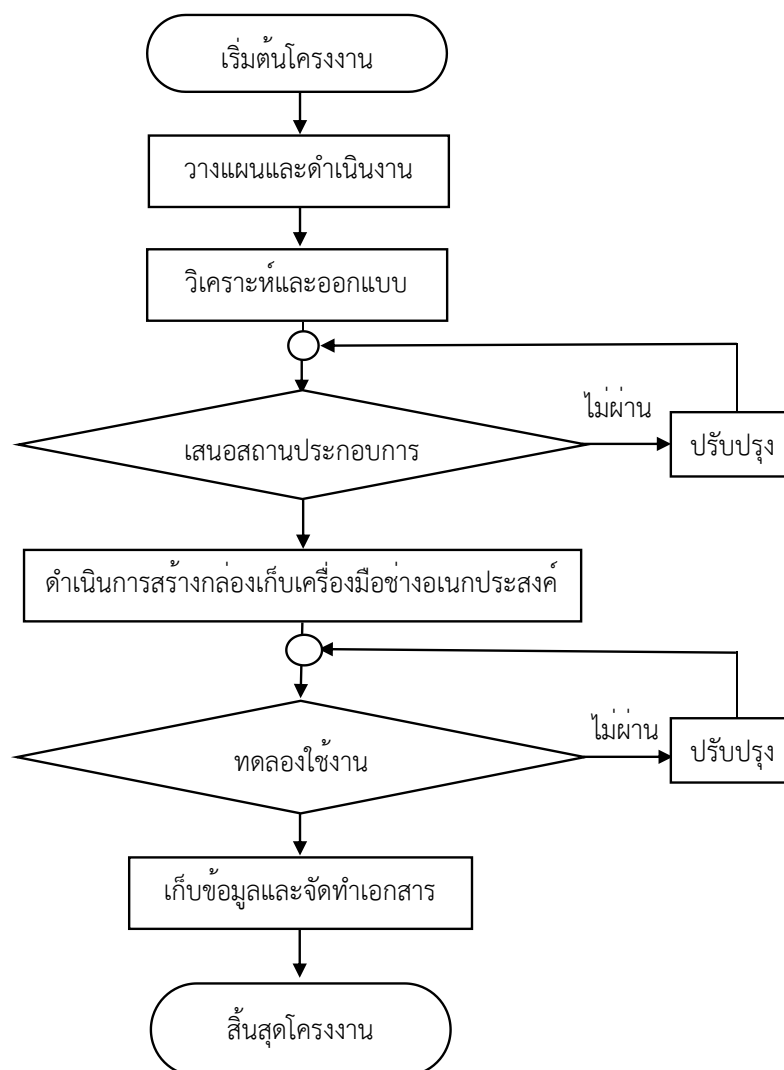 เริ่มต้นโครงงาน
วางแผนและดำเนินงาน
วิเคราะห์และออกแบบ
ไม่ผ่าน
เสนอสถานประกอบการ
ปรับปรุง
ดำเนินการสร้างกล่องเก็บเครื่องมือช่างอเนกประสงค์
ไม่ผ่าน
ทดลองใช้งาน
ปรับปรุง
เก็บข้อมูลและจัดทำเอกสาร
สิ้นสุดโครงงาน